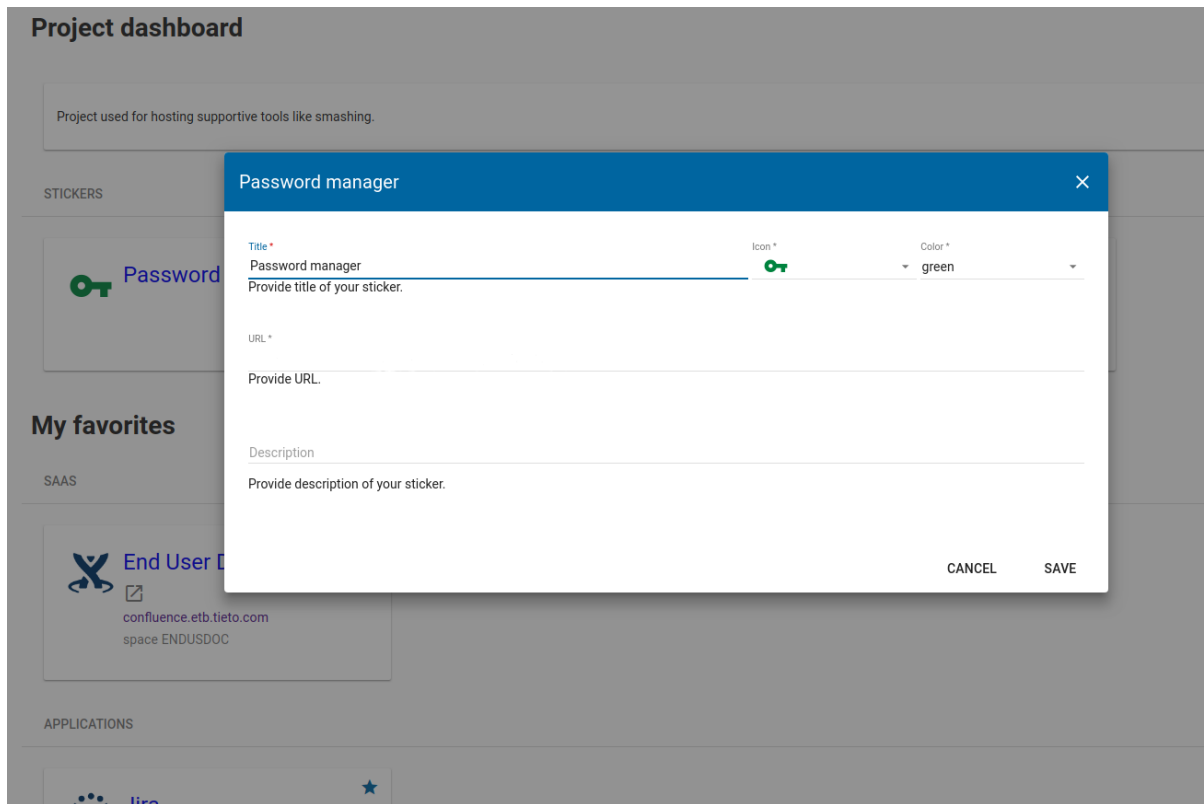 Project dashboard
Project used for hosting supportive tools like smashing.
STICKERS
Password
Password manager
Title *
Icon *
Color *
Password manager
green
Provide title of your sticker.
URL *
Provide URL.
Description
Provide description of your sticker.
CANCEL
SAVE
My favorites
SAAS
End User D
confluence.etb.tieto.com
space ENDUSDOC
APPLICATIONS
Jira